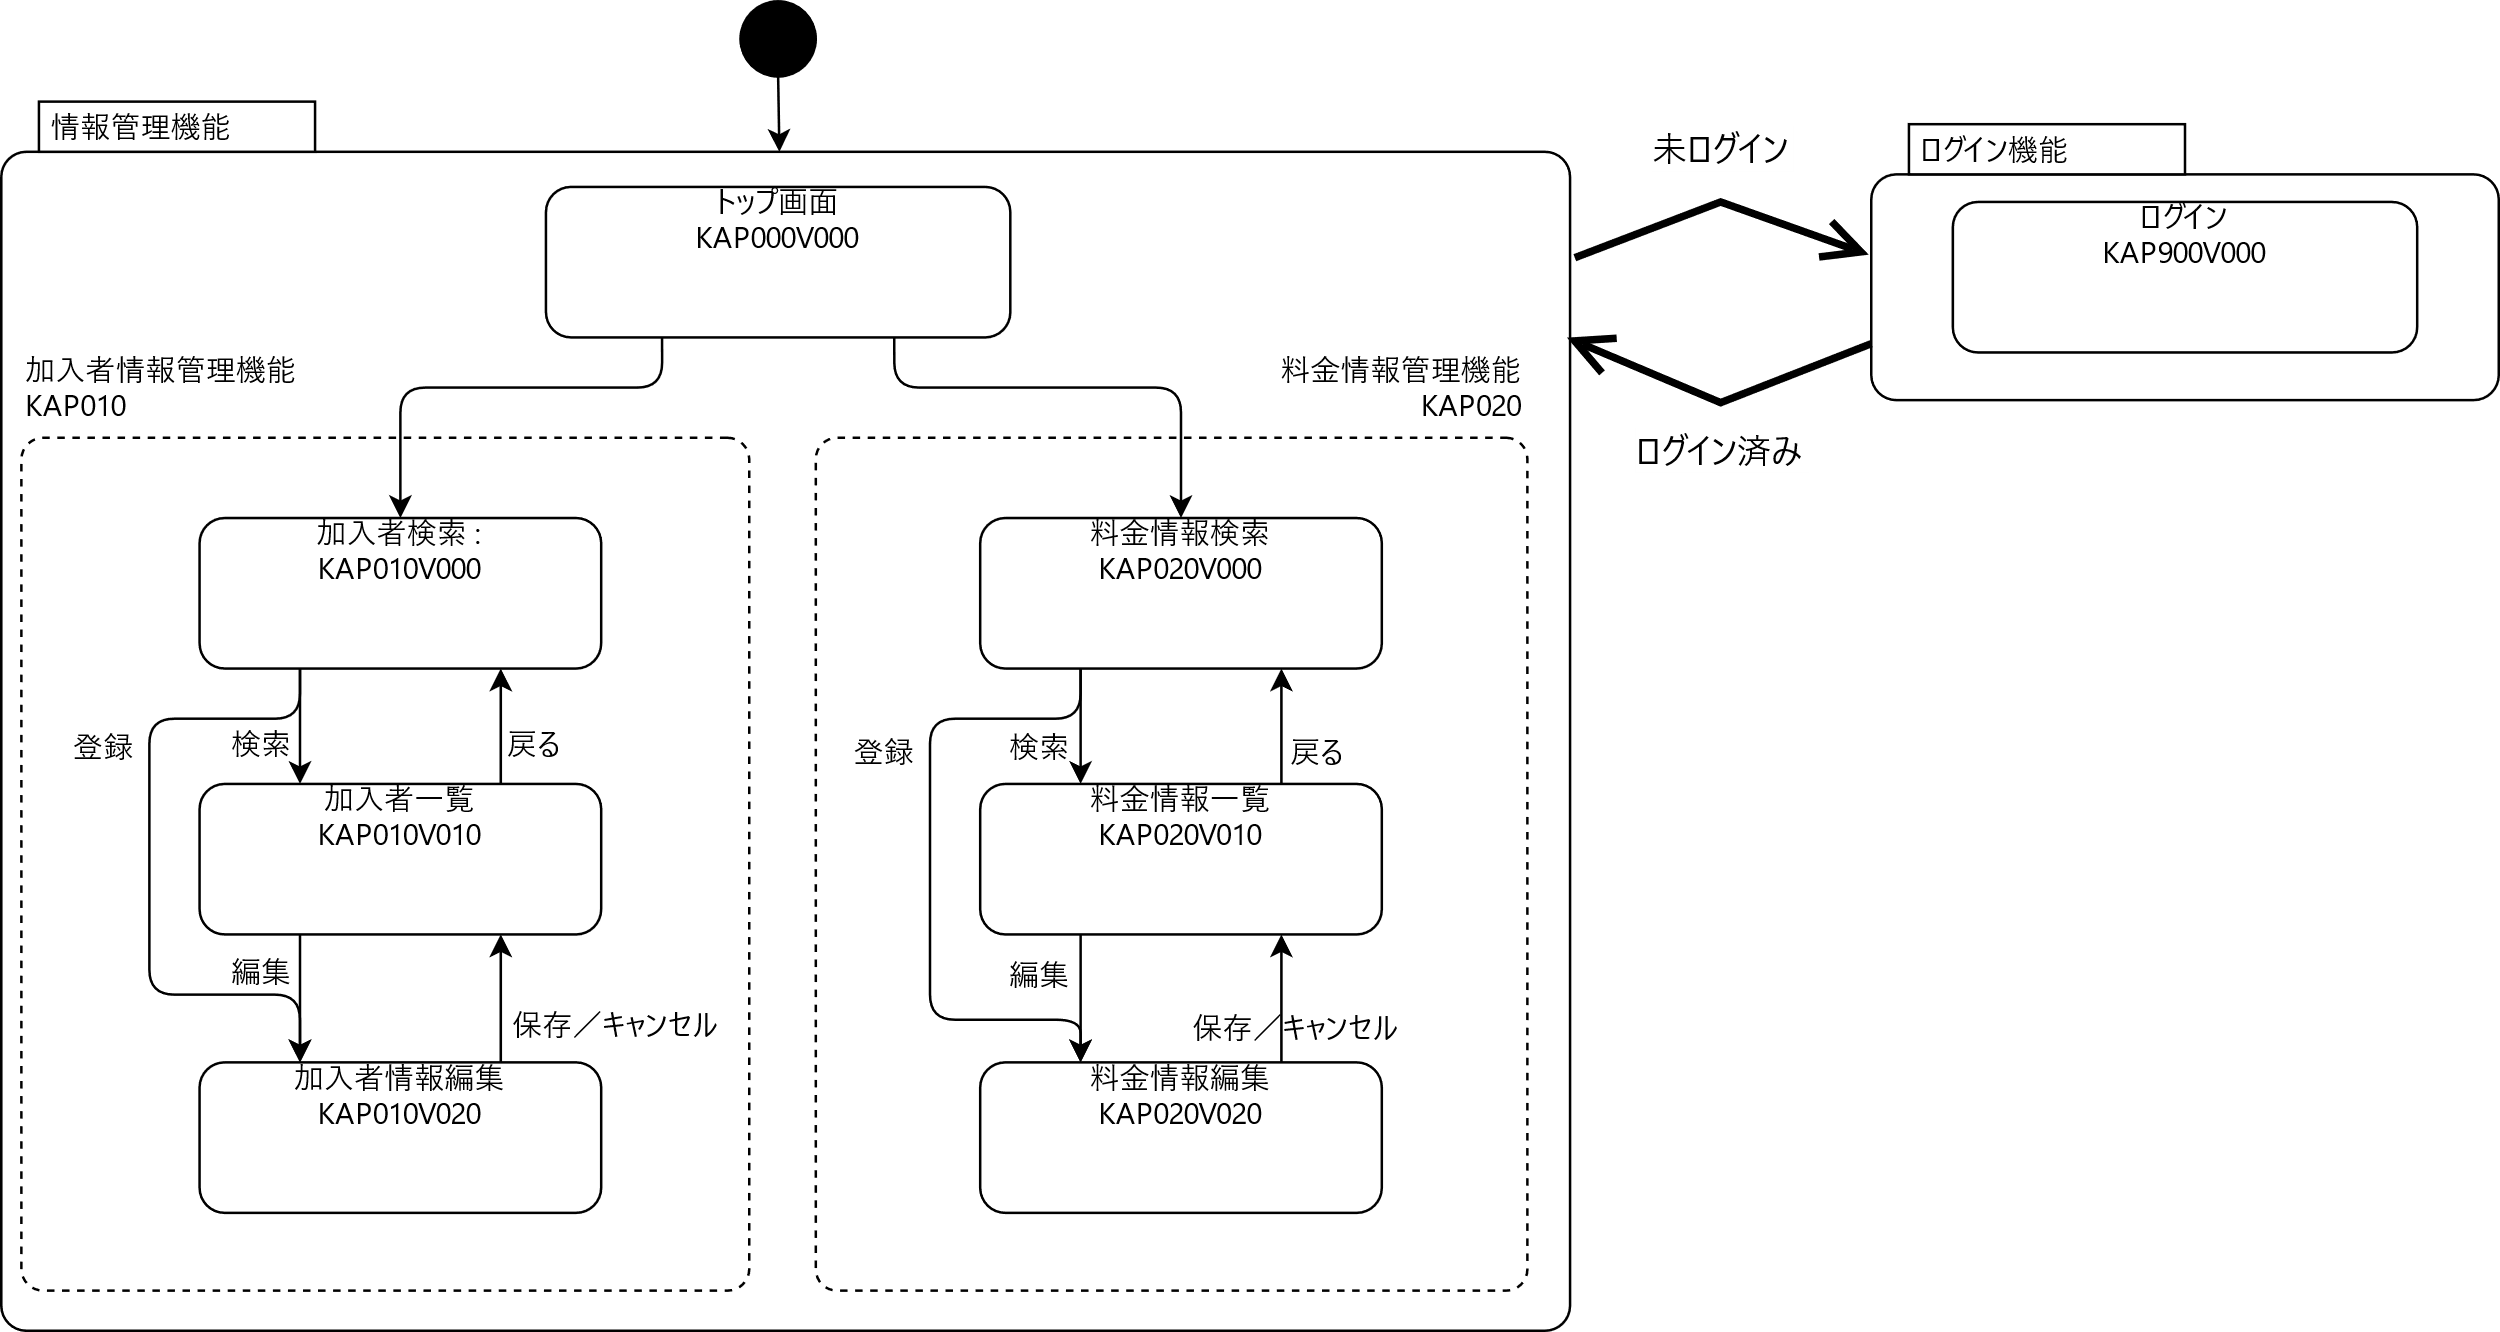 情報管理機能
未ログイン
ログイン機能
トップ画面
KAP000V000
ログイン
KAP900V000
加入者情報管理機能
KAP010
料金情報管理機能
KAP020
ログイン済み
加入者検索 :
KAP010V000
料金情報検索
KAP020V000
登録
検索
戻る
登録
検索
戻る
加入者一覧
KAP010V010
料金情報一覧
KAP020V010
編集
保存／キャンセル
編集
保存／キャンセル
加入者情報編集
KAP010V020
料金情報編集
KAP020V020